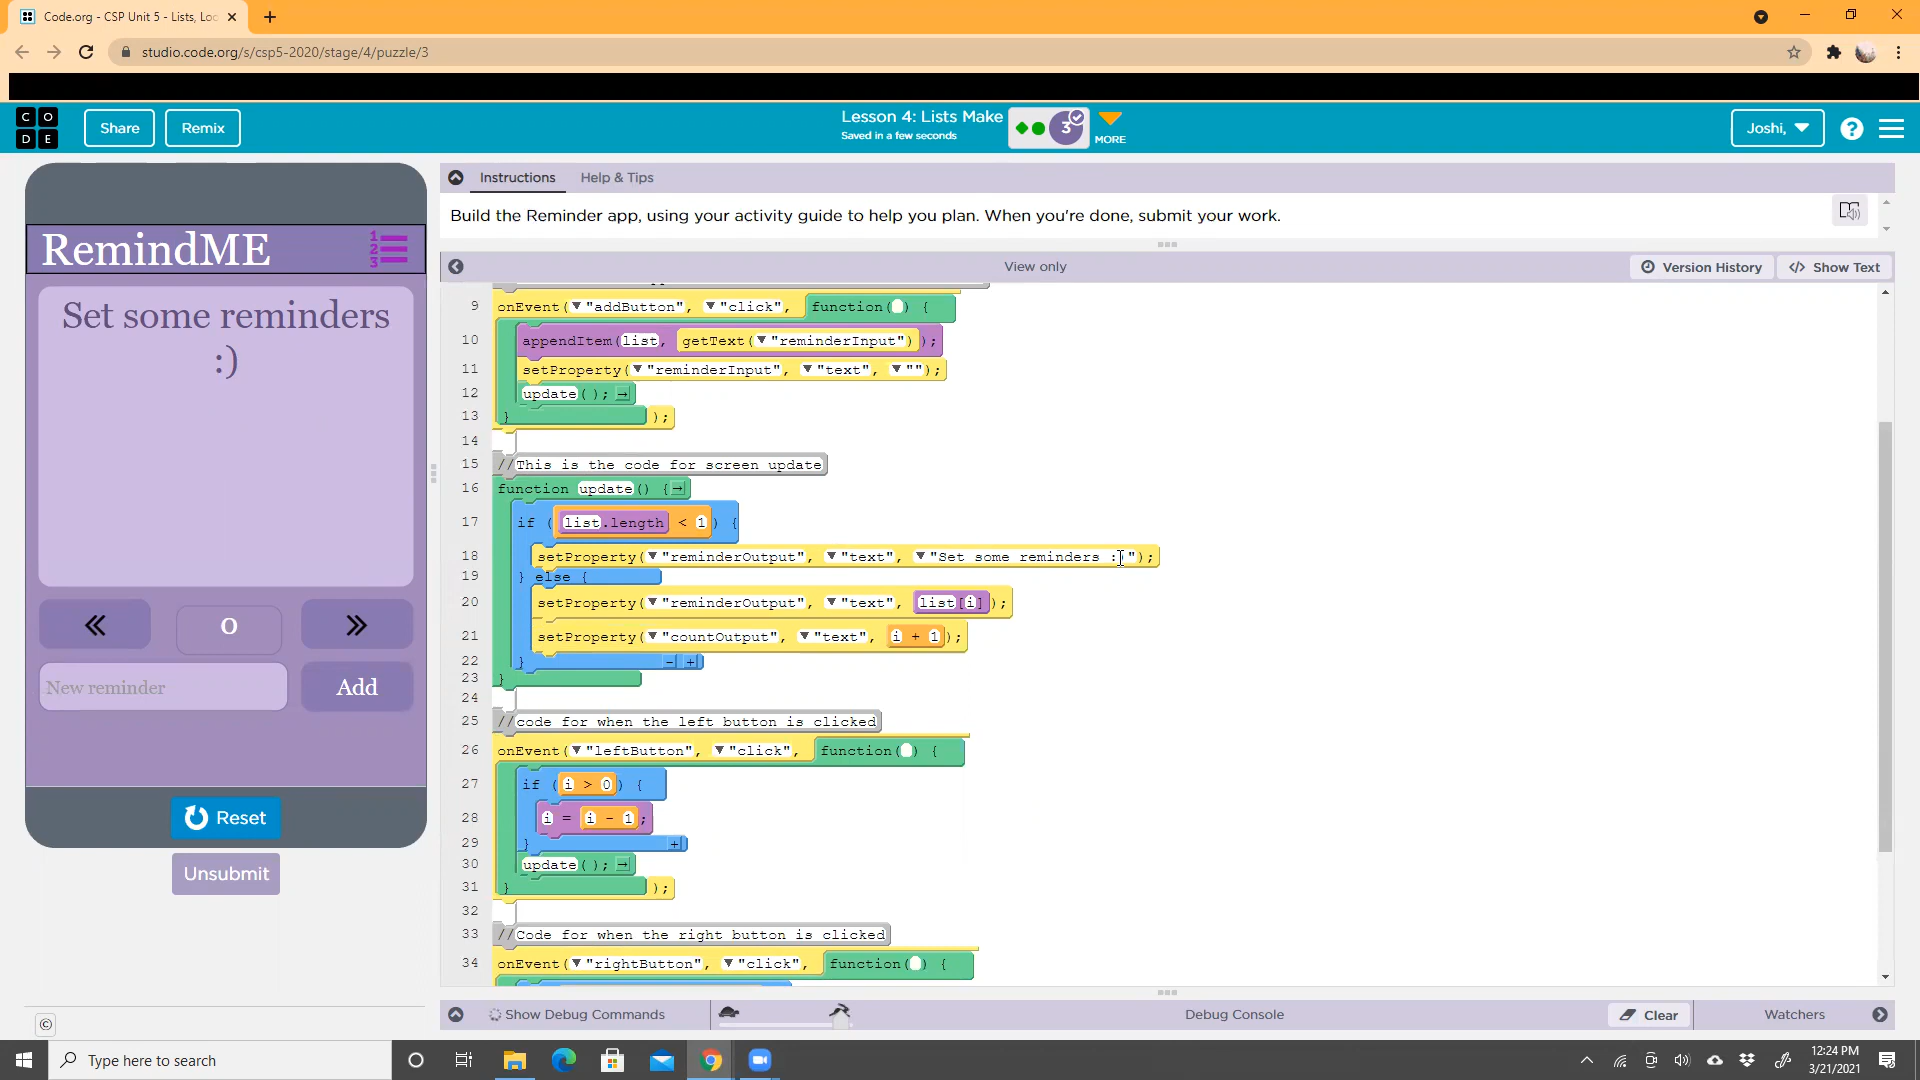 Code.org - CSP Unit 5 - Lists, Loo
studio.code.org/s/csp5-2020/stage/4/puzzle/3
C O
D E
Share
Remix
Lesson 4: Lists Make
Saved in a few seconds
3
MORE
Joshi,
?
Instructions
Help & Tips
Build the Reminder app, using your activity guide to help you plan. When you're done, submit your work.
View only
Version History
</> Show Text
RemindME
1
2
3
Set some reminders
:)
O
New reminder
Add
Reset
Unsubmit
©
9 onEvent("addButton", "click", function() {
10 appendItem(list, getText("reminderInput"));
11 setProperty("reminderInput", "text", "");
12 update();
13 });
14
15 //This is the code for screen update
16 function update() {
17 if (list.length < 1) {
18 setProperty("reminderOutput", "text", "Set some reminders :)");
19 } else {
20 setProperty("reminderOutput", "text", list[i]);
21 setProperty("countOutput", "text", i + 1);
22 } - +
23 }
24
25 //code for when the left button is clicked
26 onEvent("leftButton", "click", function() {
27 if (i > 0) {
28 i = i - 1;
29 } +
30 update();
31 });
32
33 //Code for when the right button is clicked
34 onEvent("rightButton", "click", function() {
Show Debug Commands
Debug Console
Clear
Watchers
Type here to search
12:24 PM
3/21/2021